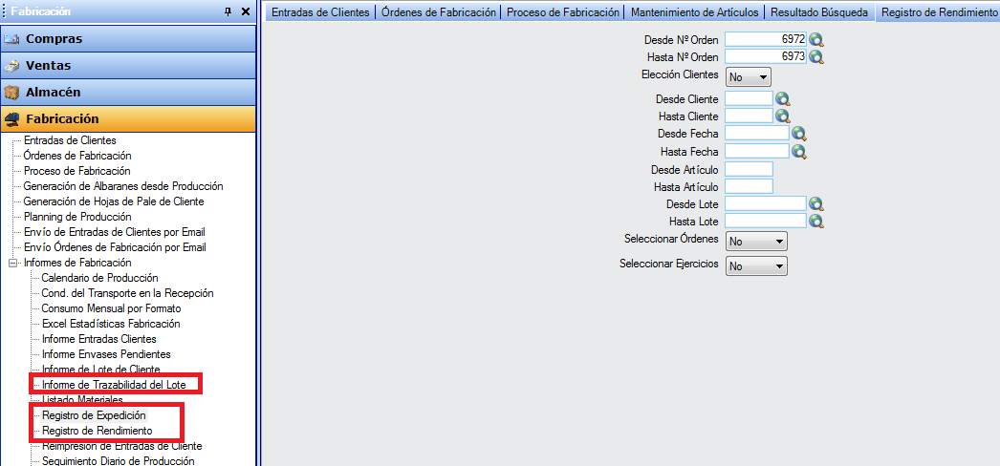 Fabricación
Compras
Ventas
Almacén
Fabricación
Entradas de Clientes
Órdenes de Fabricación
Proceso de Fabricación
Generación de Albaranes desde Producción
Generación de Hojas de Pale de Cliente
Planning de Producción
Envío de Entradas de Clientes por Email
Envío Órdenes de Fabricación por Email
Informes de Fabricación
Calendario de Producción
Cond. del Transporte en la Recepción
Consumo Mensual por Formato
Excel Estadísticas Fabricación
Informe Entradas Clientes
Informe Envases Pendientes
Informe de Lote de Cliente
Informe de Trazabilidad del Lote
Listado Materiales
Registro de Expedición
Registro de Rendimiento
Reimpresión de Entradas de Cliente
Seguimiento Diario de Producción
Entradas de Clientes Órdenes de Fabricación Proceso de Fabricación Mantenimiento de Artículos Resultado Búsqueda Registro de Rendimiento
Desde Nº Orden 6972
Hasta Nº Orden 6973
Elección Clientes No
Desde Cliente
Hasta Cliente
Desde Fecha
Hasta Fecha
Desde Artículo
Hasta Artículo
Desde Lote
Hasta Lote
Seleccionar Órdenes No
Seleccionar Ejercicios No